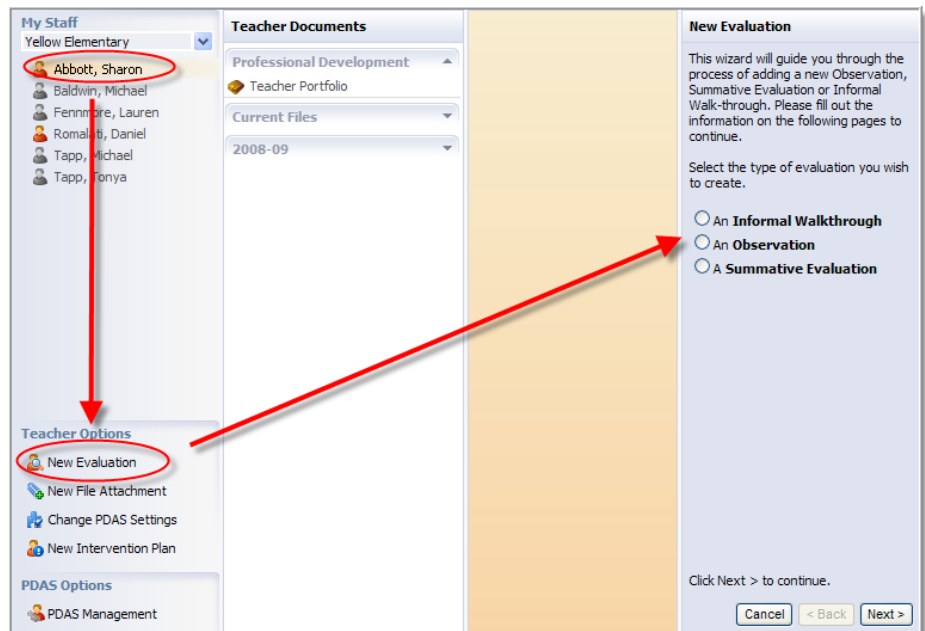 My Staff
Yellow Elementary
Abbott, Sharon
Baldwin, Michael
Fennmore, Lauren
Romalati, Daniel
Tapp, Michael
Tapp, Tonya
Teacher Options
New Evaluation
New File Attachment
Change PDAS Settings
New Intervention Plan
PDAS Options
PDAS Management
Teacher Documents
Professional Development
Teacher Portfolio
Current Files
2008-09
New Evaluation
This wizard will guide you through the
process of adding a new Observation,
Summative Evaluation or Informal
Walk-through. Please fill out the
information on the following pages to
continue.
Select the type of evaluation you wish
to create.
An Informal Walkthrough
An Observation
A Summative Evaluation
Click Next > to continue.
Cancel < Back Next >